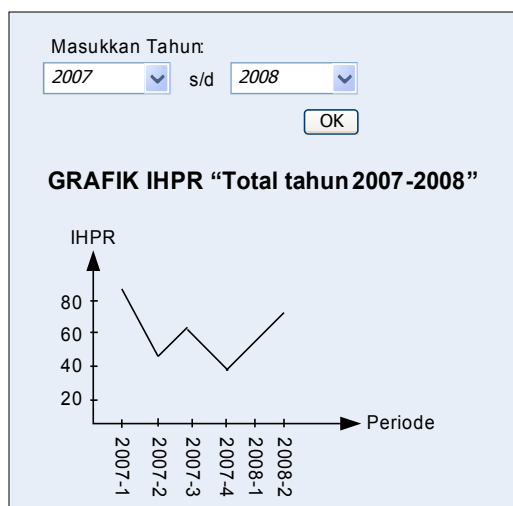 Masukkan Tahun:
2007 s/d 2008
OK
GRAFIK IHPR “Total tahun 2007-2008”
IHPR
80
60
40
20
Periode
2007-1
2007-2
2007-3
2007-4
2008-1
2008-2